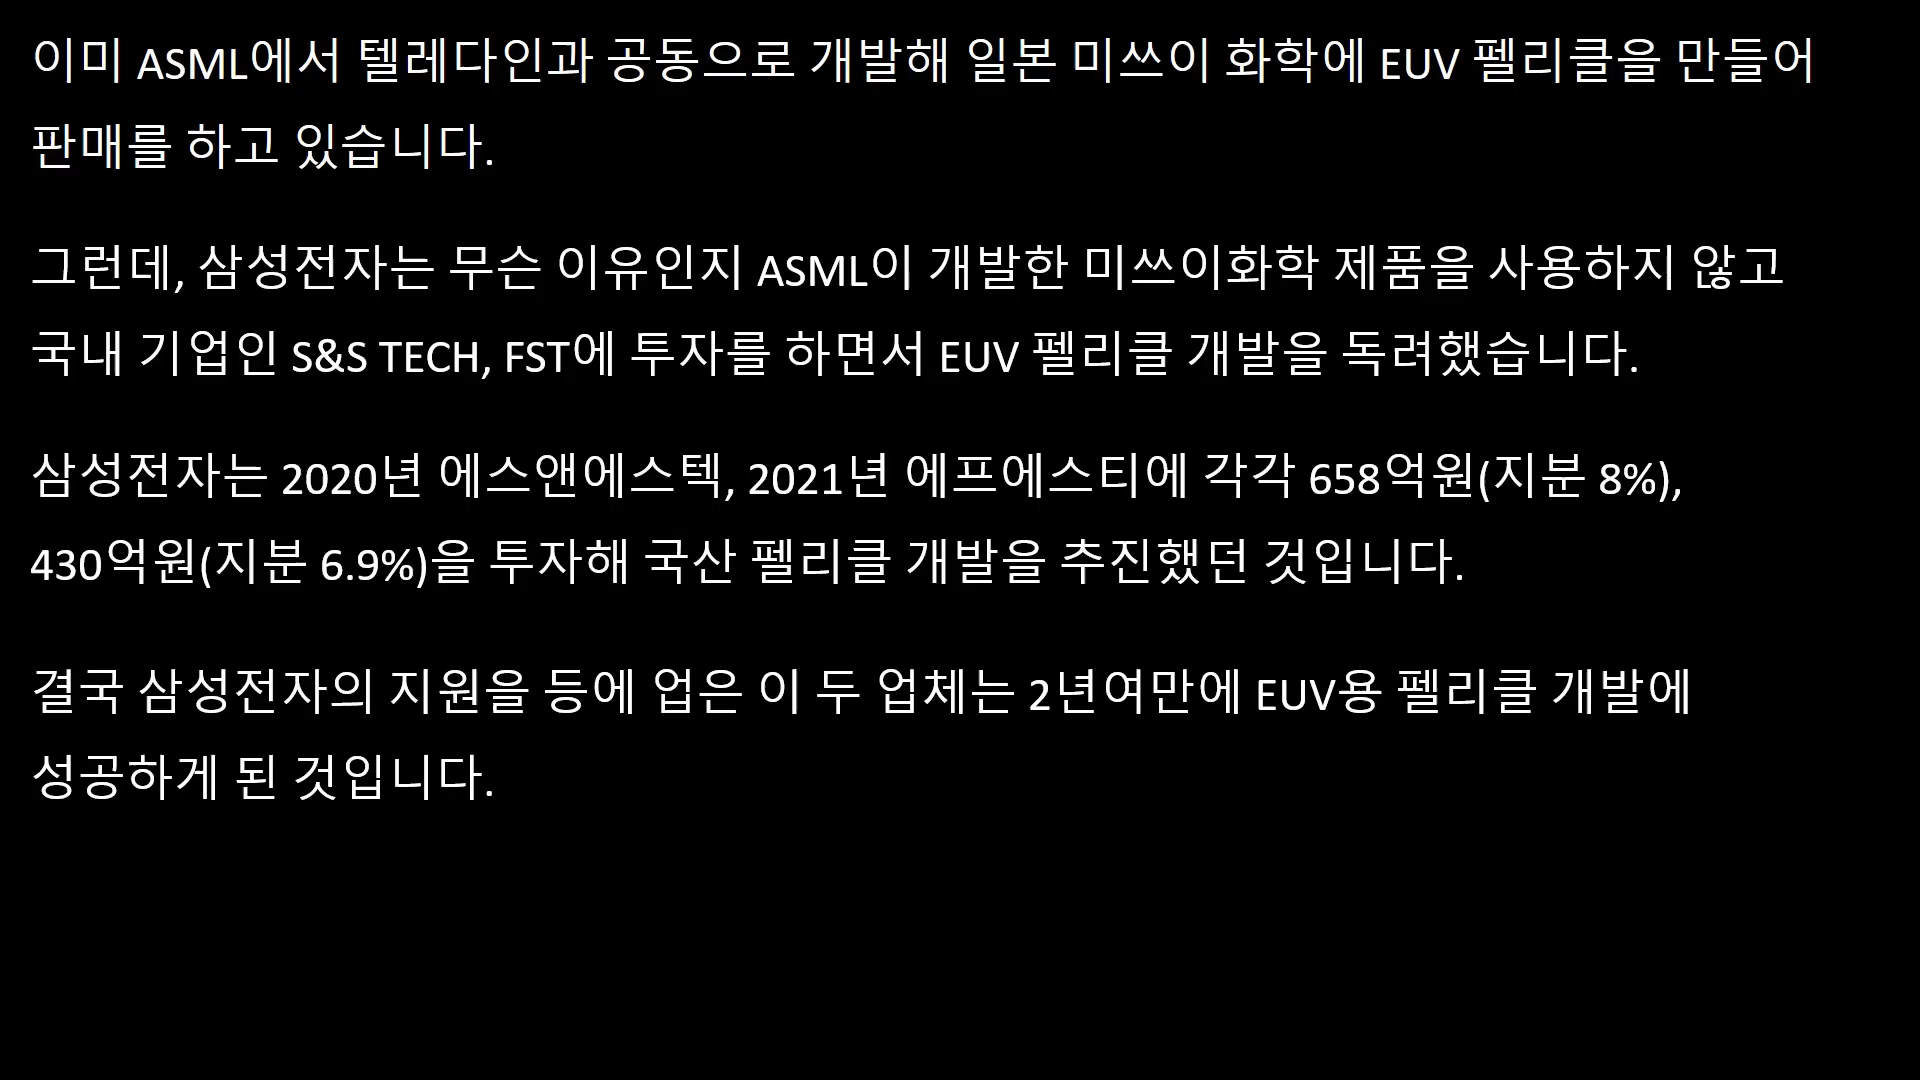 이미 ASML에서 텔레다인과 공동으로 개발해 일본 미쓰이 화학에 EUV 펠리클을 만들어
판매를 하고 있습니다.
그런데, 삼성전자는 무슨 이유인지 ASML이 개발한 미쓰이화학 제품을 사용하지 않고
국내 기업인 S&S TECH, FST에 투자를 하면서 EUV 펠리클 개발을 독려했습니다.
삼성전자는 2020년 에스앤에스텍, 2021년 에프에스티에 각각 658억원(지분 8%),
430억원(지분 6.9%)을 투자해 국산 펠리클 개발을 추진했던 것입니다.
결국 삼성전자의 지원을 등에 업은 이 두 업체는 2년여만에 EUV용 펠리클 개발에
성공하게 된 것입니다.